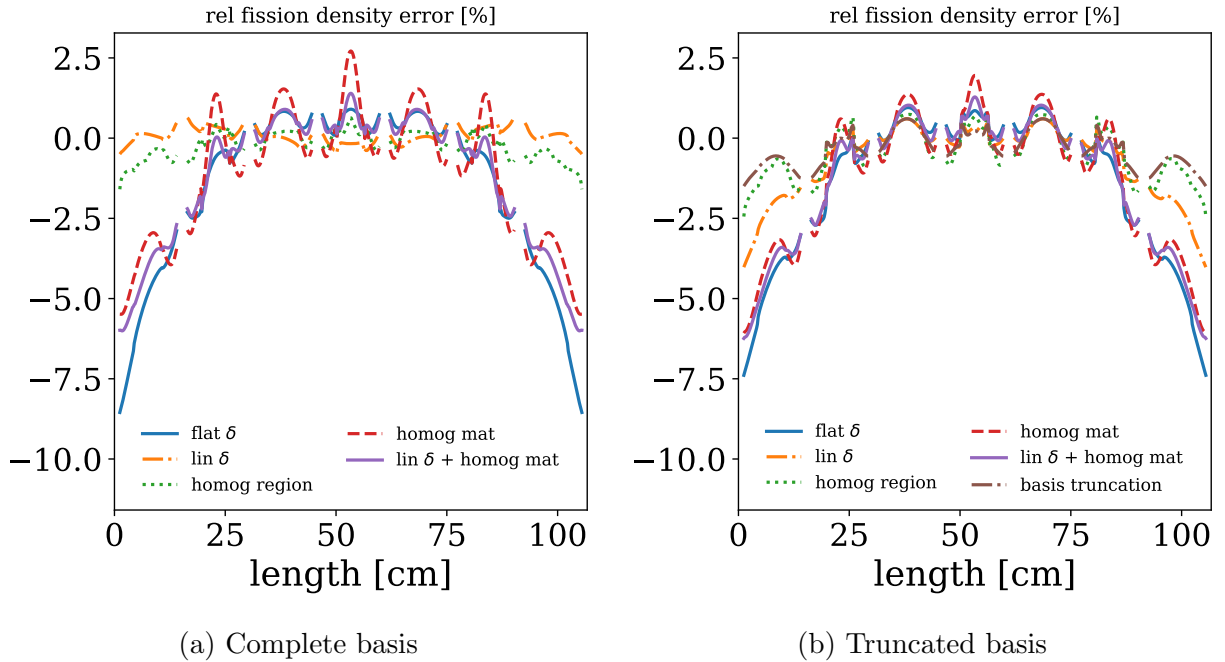 rel fission density error [%]
2.5
0.0
−2.5
−5.0
−7.5
−10.0
flat δ
lin δ
homog region
homog mat
lin δ + homog mat
0 25 50 75 100
length [cm]
(a) Complete basis
rel fission density error [%]
2.5
0.0
−2.5
−5.0
−7.5
−10.0
flat δ
lin δ
homog region
homog mat
lin δ + homog mat
basis truncation
0 25 50 75 100
length [cm]
(b) Truncated basis